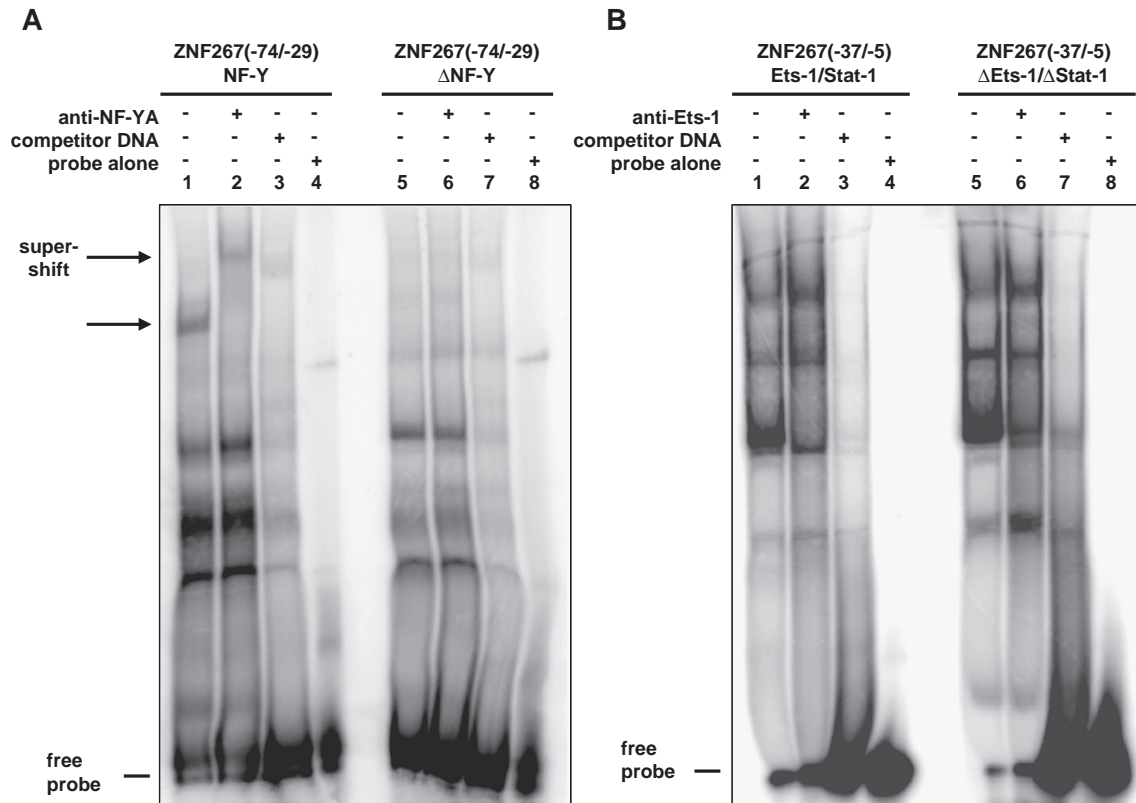 A
ZNF267(-74/-29)
NF-Y
ZNF267(-74/-29)
ΔNF-Y
anti-NF-YA - + - - - + - -
competitor DNA - - + - - - + -
probe alone - - - + - - - +
1 2 3 4 5 6 7 8
super-
shift
free
probe
B
ZNF267(-37/-5)
Ets-1/Stat-1
ZNF267(-37/-5)
ΔEts-1/ΔStat-1
anti-Ets-1 - + - - - + - -
competitor DNA - - + - - - + -
probe alone - - - + - - - +
1 2 3 4 5 6 7 8
free
probe